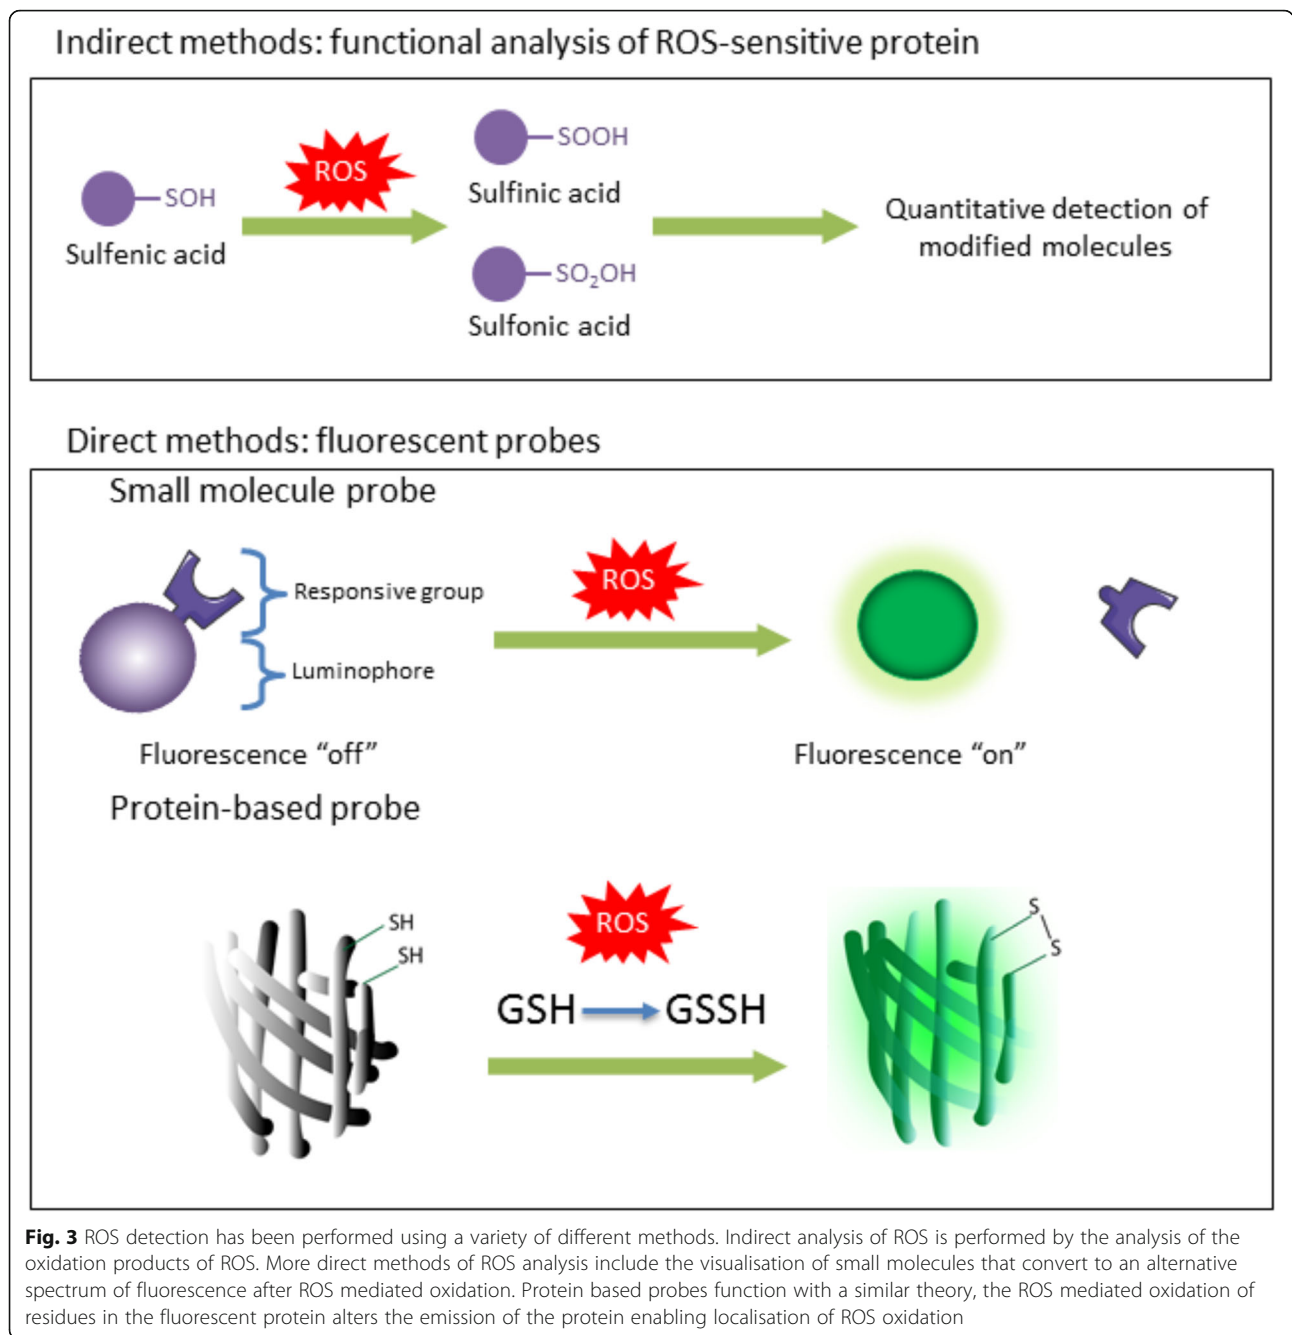 Indirect methods: functional analysis of ROS-sensitive protein
ROS
SOH
Sulfenic acid
SOOH
Sulfinic acid
SO₂OH
Sulfonic acid
Quantitative detection of
modified molecules
Direct methods: fluorescent probes
Small molecule probe
Responsive group
Luminophore
ROS
Fluorescence “off”
Fluorescence “on”
Protein-based probe
SH
SH
ROS
GSH
GSSH
S
S
Fig. 3 ROS detection has been performed using a variety of different methods. Indirect analysis of ROS is performed by the analysis of the
oxidation products of ROS. More direct methods of ROS analysis include the visualisation of small molecules that convert to an alternative
spectrum of fluorescence after ROS mediated oxidation. Protein based probes function with a similar theory, the ROS mediated oxidation of
residues in the fluorescent protein alters the emission of the protein enabling localisation of ROS oxidation